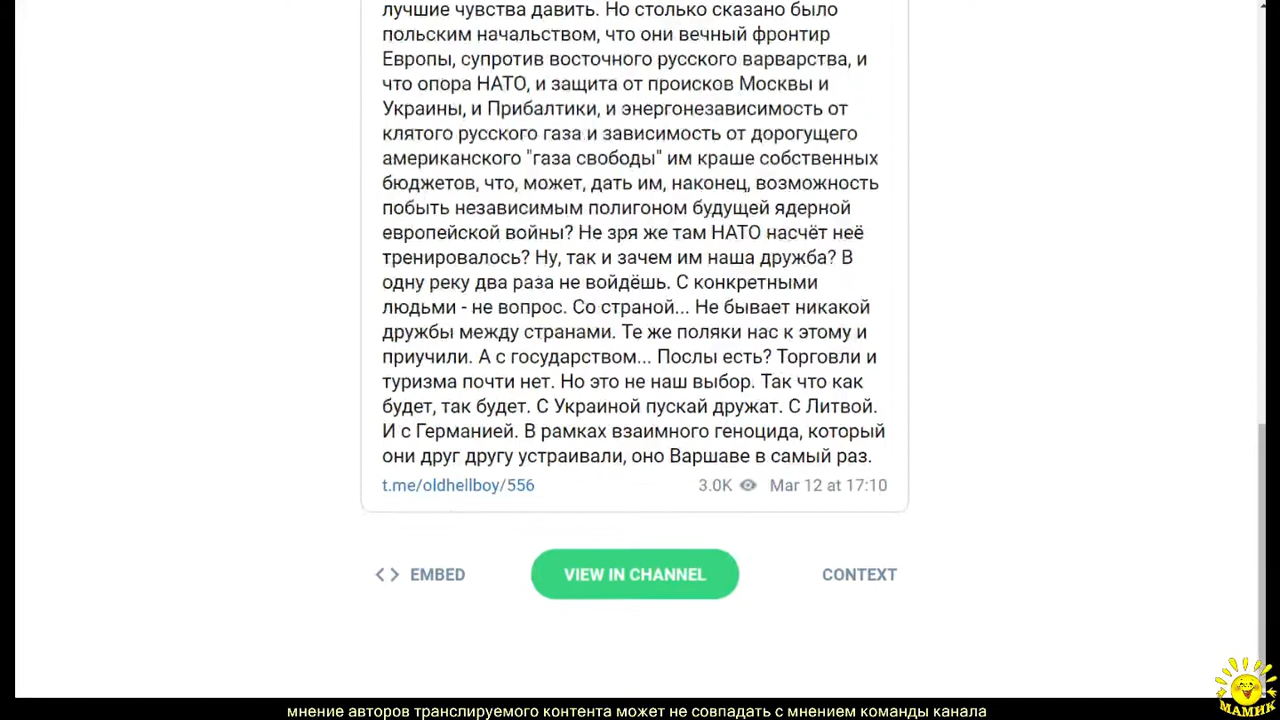 лучшие чувства давить. Но столько сказано было
польским начальством, что они вечный фронтир
Европы, супротив восточного русского варварства, и
что опора НАТО, и защита от происков Москвы и
Украины, и Прибалтики, и энергонезависимость от
клятого русского газа и зависимость от дорогущего
американского "газа свободы" им краше собственных
бюджетов, что, может, дать им, наконец, возможность
побыть независимым полигоном будущей ядерной
европейской войны? Не зря же там НАТО насчёт неё
тренировалось? Ну, так и зачем им наша дружба? В
одну реку два раза не войдёшь. С конкретными
людьми - не вопрос. Со страной... Не бывает никакой
дружбы между странами. Те же поляки нас к этому и
приучили. А с государством... Послы есть? Торговли и
туризма почти нет. Но это не наш выбор. Так что как
будет, так будет. С Украиной пускай дружат. С Литвой.
И с Германией. В рамках взаимного геноцида, который
они друг другу устраивали, оно Варшаве в самый раз.
t.me/oldhellboy/556 3.0K Mar 12 at 17:10
EMBED VIEW IN CHANNEL CONTEXT
МАМИК
мнение авторов транслируемого контента может не совпадать с мнением команды канала